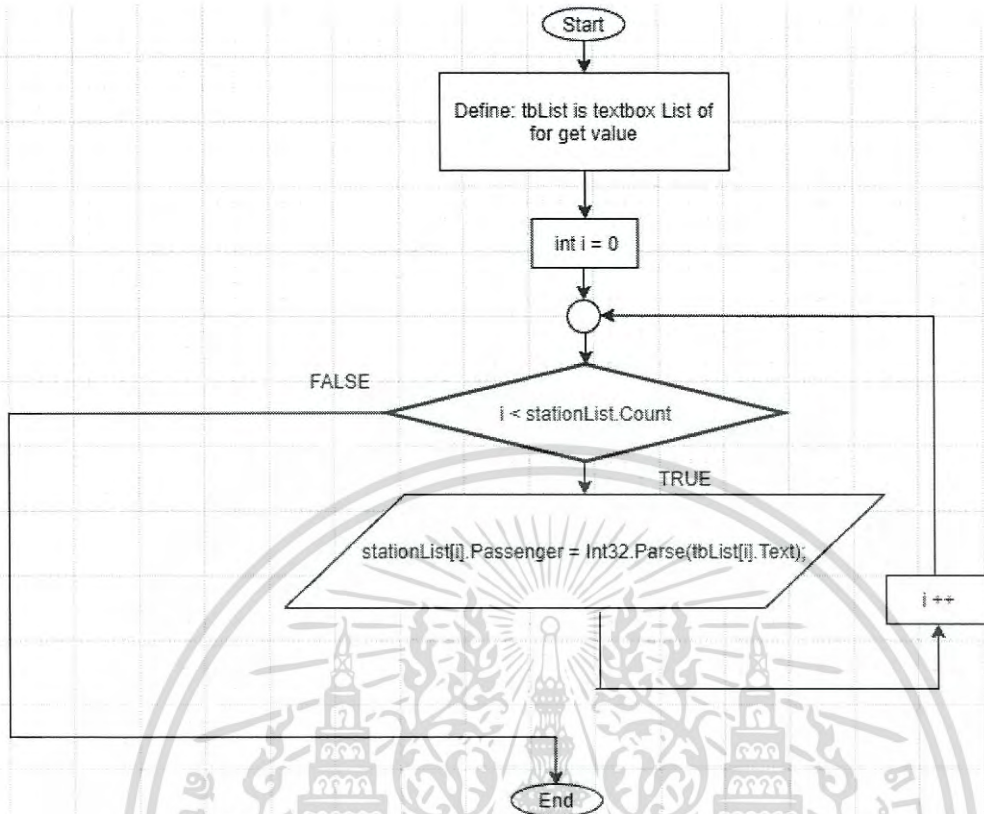 Start
Define: tbList is textbox List of
for get value
int i = 0
FALSE
i < stationList.Count
TRUE
stationList[i].Passenger = Int32.Parse(tbList[i].Text);
i ++
End